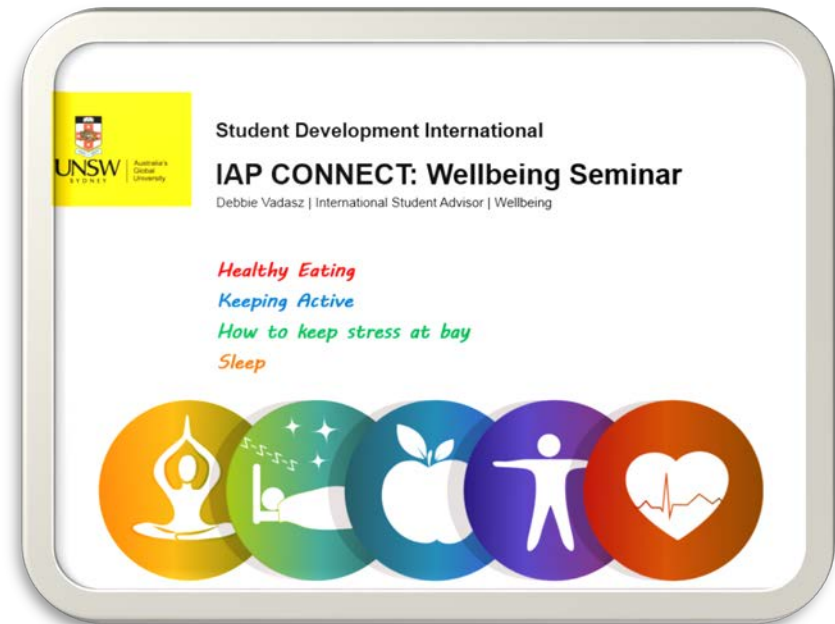 UNSW
SYDNEY
Australia's
Global
University
Student Development International
IAP CONNECT: Wellbeing Seminar
Debbie Vadasz | International Student Advisor | Wellbeing
Healthy Eating
Keeping Active
How to keep stress at bay
Sleep
z-z-z-z